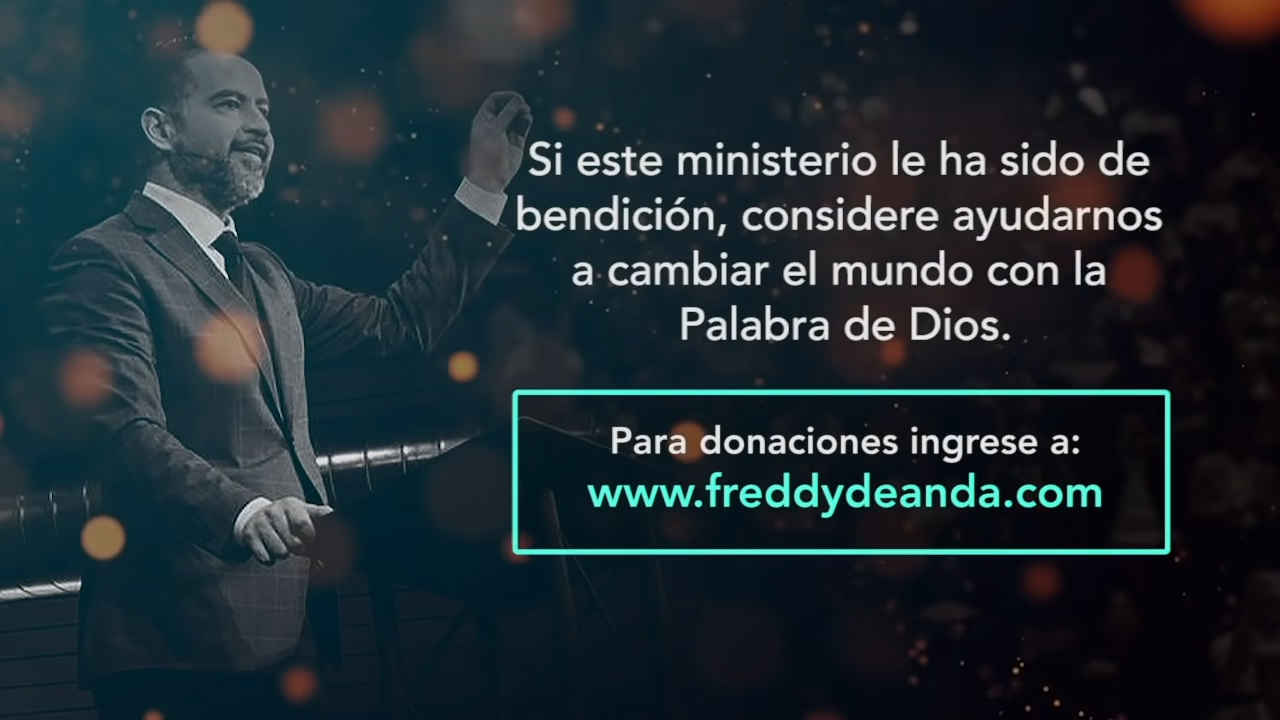 Si este ministerio le ha sido de
bendición, considere ayudarnos
a cambiar el mundo con la
Palabra de Dios.
Para donaciones ingrese a:
www.freddydeanda.com